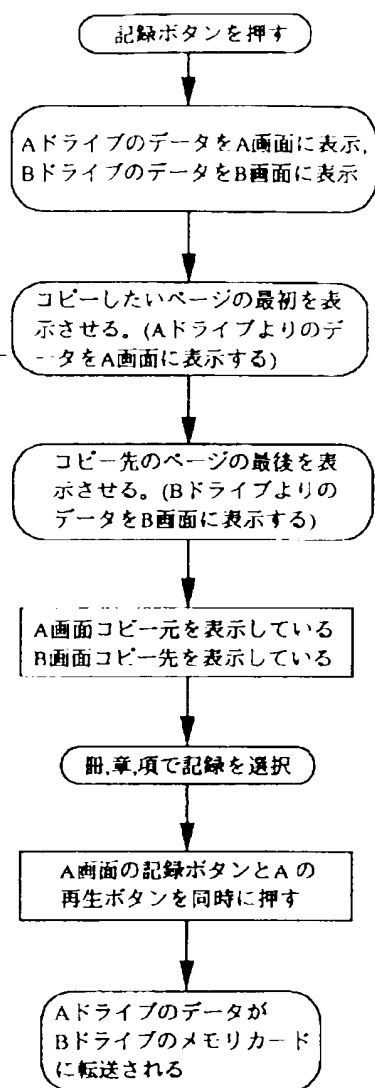 記録ボタンを押す
AドライブのデータをA画面に表示,
BドライブのデータをB画面に表示
コピーしたいページの最初を表
示させる。(Aドライブよりのデ
ータをA画面に表示する)
コピー先のページの最後を表
示させる。(Bドライブよりの
データをB画面に表示する)
A画面コピー元を表示している
B画面コピー先を表示している
冊,章,項で記録を選択
A画面の記録ボタンとAの
再生ボタンを同時に押す
Aドライブのデータが
Bドライブのメモリカード
に転送される